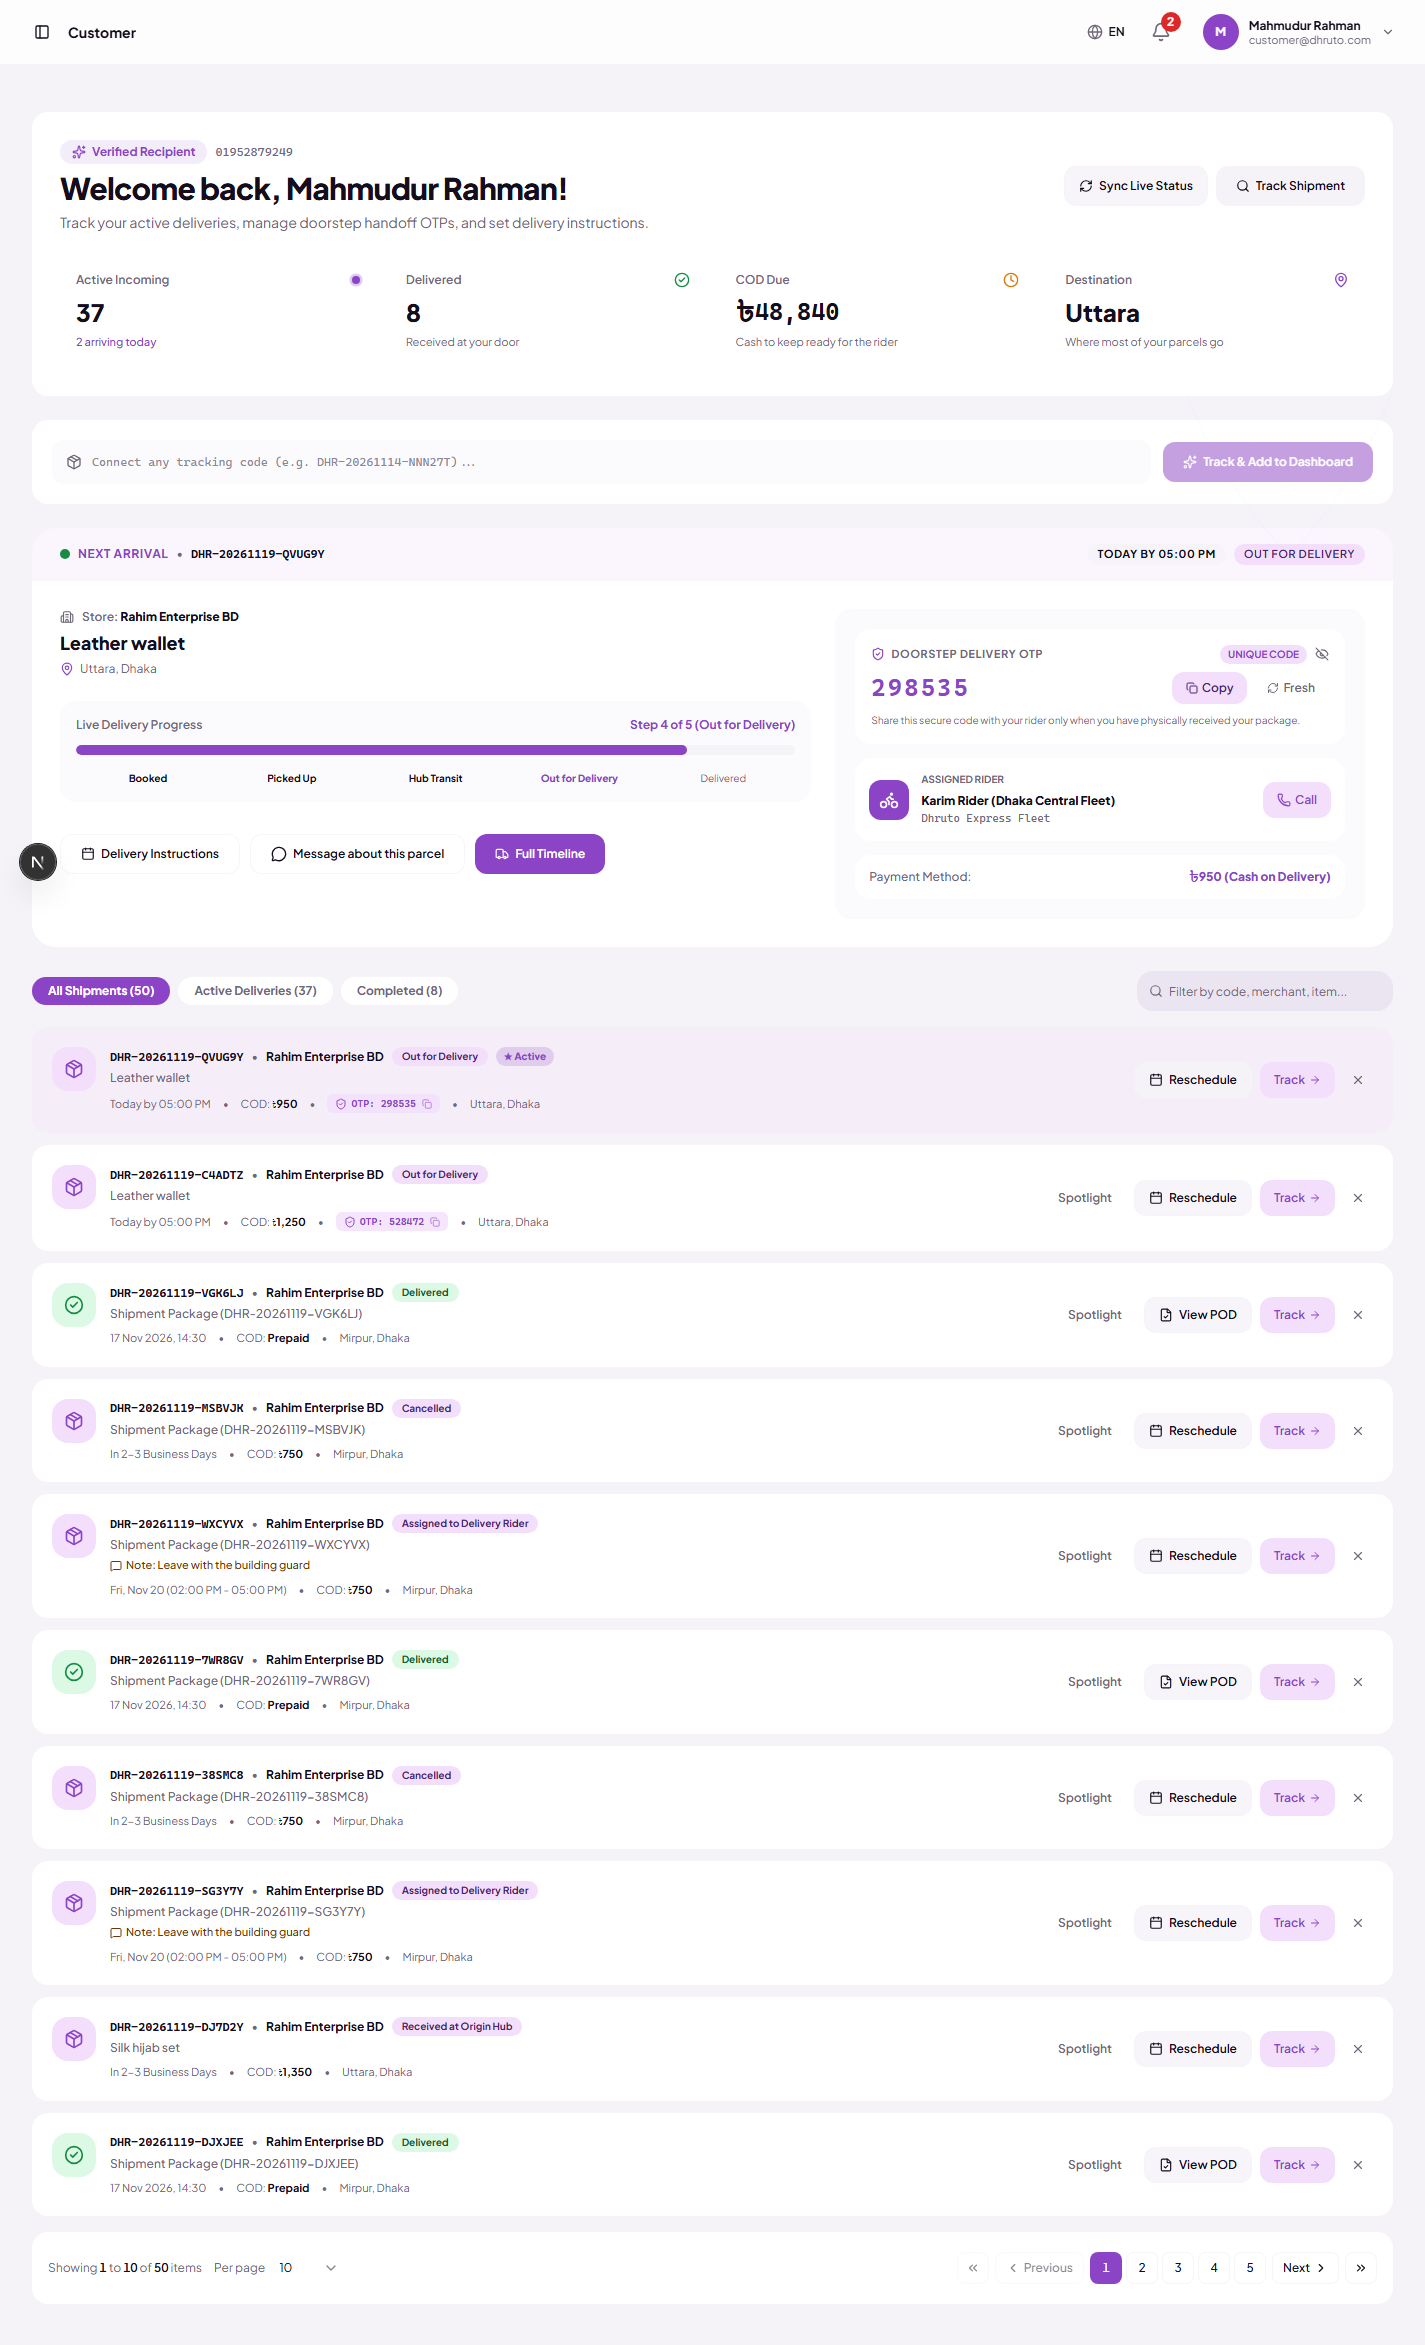 Customer
EN
2
M
Mahmudur Rahman
customer@dhruto.com
Verified Recipient 01952879249
Welcome back, Mahmudur Rahman!
Track your active deliveries, manage doorstep handoff OTPs, and set delivery instructions.
Sync Live Status
Track Shipment
Active Incoming
37
2 arriving today
Delivered
8
Received at your door
COD Due
৳48,840
Cash to keep ready for the rider
Destination
Uttara
Where most of your parcels go
Connect any tracking code (e.g. DHR-20261114-NNN27T)...
Track & Add to Dashboard
NEXT ARRIVAL • DHR-20261119-QVUG9Y
TODAY BY 05:00 PM
OUT FOR DELIVERY
Store: Rahim Enterprise BD
Leather wallet
Uttara, Dhaka
Live Delivery Progress
Step 4 of 5 (Out for Delivery)
Booked
Picked Up
Hub Transit
Out for Delivery
Delivered
Delivery Instructions
Message about this parcel
Full Timeline
N
DOORSTEP DELIVERY OTP
UNIQUE CODE
298535
Copy
Fresh
Share this secure code with your rider only when you have physically received your package.
ASSIGNED RIDER
Karim Rider (Dhaka Central Fleet)
Dhruto Express Fleet
Call
Payment Method:
৳950 (Cash on Delivery)
All Shipments (50)
Active Deliveries (37)
Completed (8)
Filter by code, merchant, item...
DHR-20261119-QVUG9Y • Rahim Enterprise BD Out for Delivery ★ Active
Leather wallet
Today by 05:00 PM • COD: ৳950 • OTP: 298535 • Uttara, Dhaka
Reschedule
Track →
DHR-20261119-C4ADTZ • Rahim Enterprise BD Out for Delivery
Leather wallet
Today by 05:00 PM • COD: ৳1,250 • OTP: 528472 • Uttara, Dhaka
Spotlight
Reschedule
Track →
DHR-20261119-VGK6LJ • Rahim Enterprise BD Delivered
Shipment Package (DHR-20261119-VGK6LJ)
17 Nov 2026, 14:30 • COD: Prepaid • Mirpur, Dhaka
Spotlight
View POD
Track →
DHR-20261119-MSBVJK • Rahim Enterprise BD Cancelled
Shipment Package (DHR-20261119-MSBVJK)
In 2-3 Business Days • COD: ৳750 • Mirpur, Dhaka
Spotlight
Reschedule
Track →
DHR-20261119-WXCYVX • Rahim Enterprise BD Assigned to Delivery Rider
Shipment Package (DHR-20261119-WXCYVX)
Note: Leave with the building guard
Fri, Nov 20 (02:00 PM - 05:00 PM) • COD: ৳750 • Mirpur, Dhaka
Spotlight
Reschedule
Track →
DHR-20261119-7WR8GV • Rahim Enterprise BD Delivered
Shipment Package (DHR-20261119-7WR8GV)
17 Nov 2026, 14:30 • COD: Prepaid • Mirpur, Dhaka
Spotlight
View POD
Track →
DHR-20261119-38SMC8 • Rahim Enterprise BD Cancelled
Shipment Package (DHR-20261119-38SMC8)
In 2-3 Business Days • COD: ৳750 • Mirpur, Dhaka
Spotlight
Reschedule
Track →
DHR-20261119-SG3Y7Y • Rahim Enterprise BD Assigned to Delivery Rider
Shipment Package (DHR-20261119-SG3Y7Y)
Note: Leave with the building guard
Fri, Nov 20 (02:00 PM - 05:00 PM) • COD: ৳750 • Mirpur, Dhaka
Spotlight
Reschedule
Track →
DHR-20261119-DJ7D2Y • Rahim Enterprise BD Received at Origin Hub
Silk hijab set
In 2-3 Business Days • COD: ৳1,350 • Uttara, Dhaka
Spotlight
Reschedule
Track →
DHR-20261119-DJXJEE • Rahim Enterprise BD Delivered
Shipment Package (DHR-20261119-DJXJEE)
17 Nov 2026, 14:30 • COD: Prepaid • Mirpur, Dhaka
Spotlight
View POD
Track →
Showing 1 to 10 of 50 items Per page 10
« ‹ Previous 1 2 3 4 5 Next › »